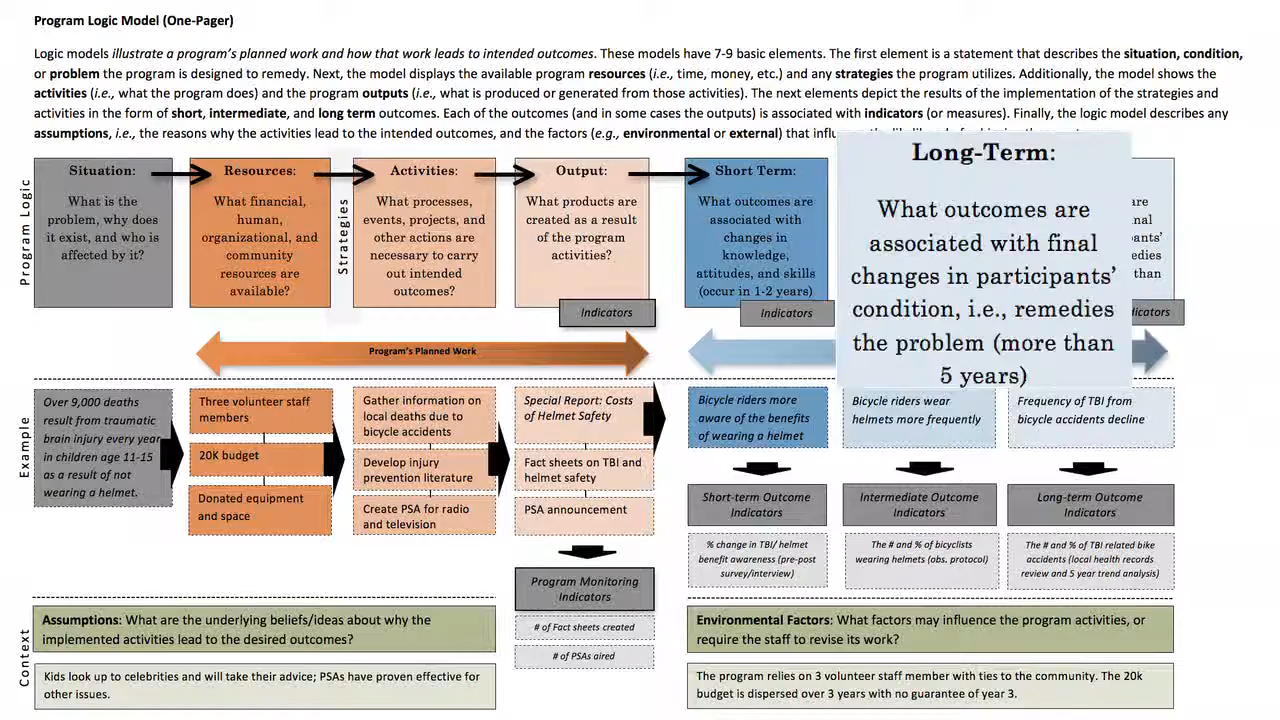 Program Logic Model (One-Pager)
Logic models illustrate a program's planned work and how that work leads to intended outcomes. These models have 7-9 basic elements. The first element is a statement that describes the situation, condition,
or problem the program is designed to remedy. Next, the model displays the available program resources (i.e., time, money, etc.) and any strategies the program utilizes. Additionally, the model shows the
activities (i.e., what the program does) and the program outputs (i.e., what is produced or generated from those activities). The next elements depict the results of the implementation of the strategies and
activities in the form of short, intermediate, and long term outcomes. Each of the outcomes (and in some cases the outputs) is associated with indicators (or measures). Finally, the logic model describes any
assumptions, i.e., the reasons why the activities lead to the intended outcomes, and the factors (e.g., environmental or external) that
Program Logic
Situation:
What is the
problem, why does
it exist, and who is
affected by it?
Resources:
What financial,
human,
organizational, and
community
resources are
available?
Strategies
Activities:
What processes,
events, projects, and
other actions are
necessary to carry
out intended
outcomes?
Output:
What products are
created as a result
of the program
activities?
Indicators
Short Term:
What outcomes are
associated with
changes in
knowledge,
attitudes, and skills
(occur in 1-2 years)
Indicators
Long-Term:
What outcomes are
associated with final
changes in participants'
condition, i.e., remedies
the problem (more than
5 years)
Program's Planned Work
Example
Over 9,000 deaths
result from traumatic
brain injury every year
in children age 11-15
as a result of not
wearing a helmet.
Three volunteer staff
members
20K budget
Donated equipment
and space
Gather information on
local deaths due to
bicycle accidents
Develop injury
prevention literature
Create PSA for radio
and television
Special Report: Costs
of Helmet Safety
Fact sheets on TBI and
helmet safety
PSA announcement
Program Monitoring
Indicators
# of Fact sheets created
# of PSAs aired
Bicycle riders more
aware of the benefits
of wearing a helmet
Bicycle riders wear
helmets more frequently
Frequency of TBI from
bicycle accidents decline
Short-term Outcome
Indicators
Intermediate Outcome
Indicators
Long-term Outcome
Indicators
% change in TBI/ helmet
benefit awareness (pre-post
survey/interview)
The # and % of bicyclists
wearing helmets (obs. protocol)
The # and % of TBI related bike
accidents (local health records
review and 5 year trend analysis)
Context
Assumptions: What are the underlying beliefs/ideas about why the
implemented activities lead to the desired outcomes?
Kids look up to celebrities and will take their advice; PSAs have proven effective for
other issues.
Environmental Factors: What factors may influence the program activities, or
require the staff to revise its work?
The program relies on 3 volunteer staff member with ties to the community. The 20k
budget is dispersed over 3 years with no guarantee of year 3.